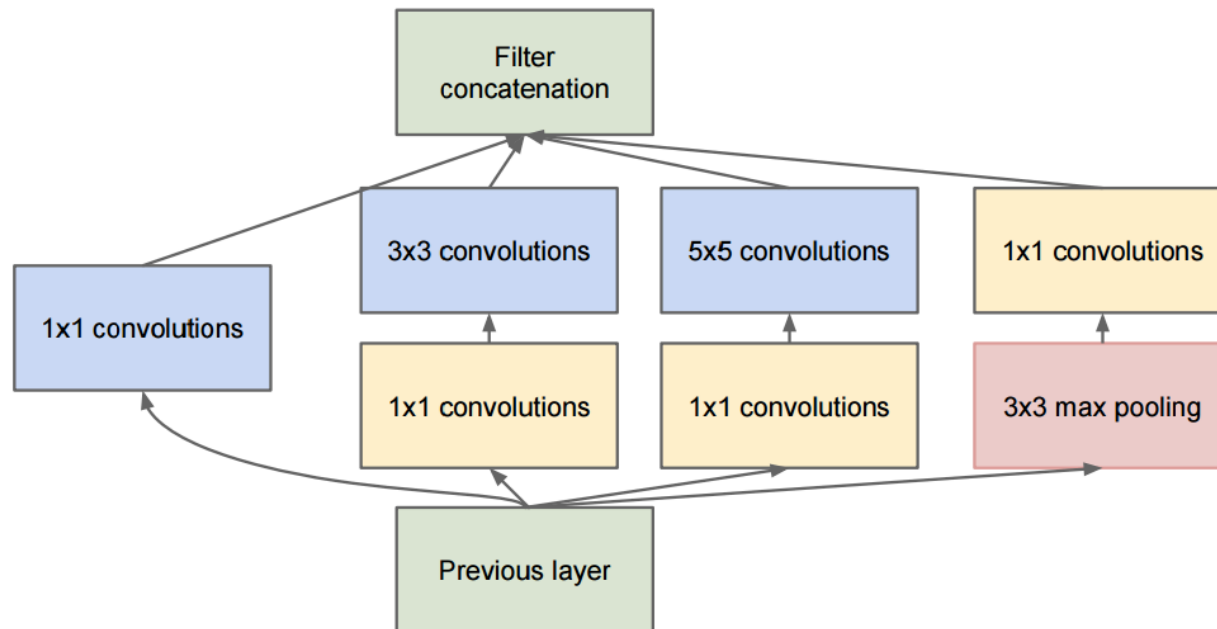 Filter
concatenation
3x3 convolutions
5x5 convolutions
1x1 convolutions
1x1 convolutions
1x1 convolutions
1x1 convolutions
3x3 max pooling
Previous layer